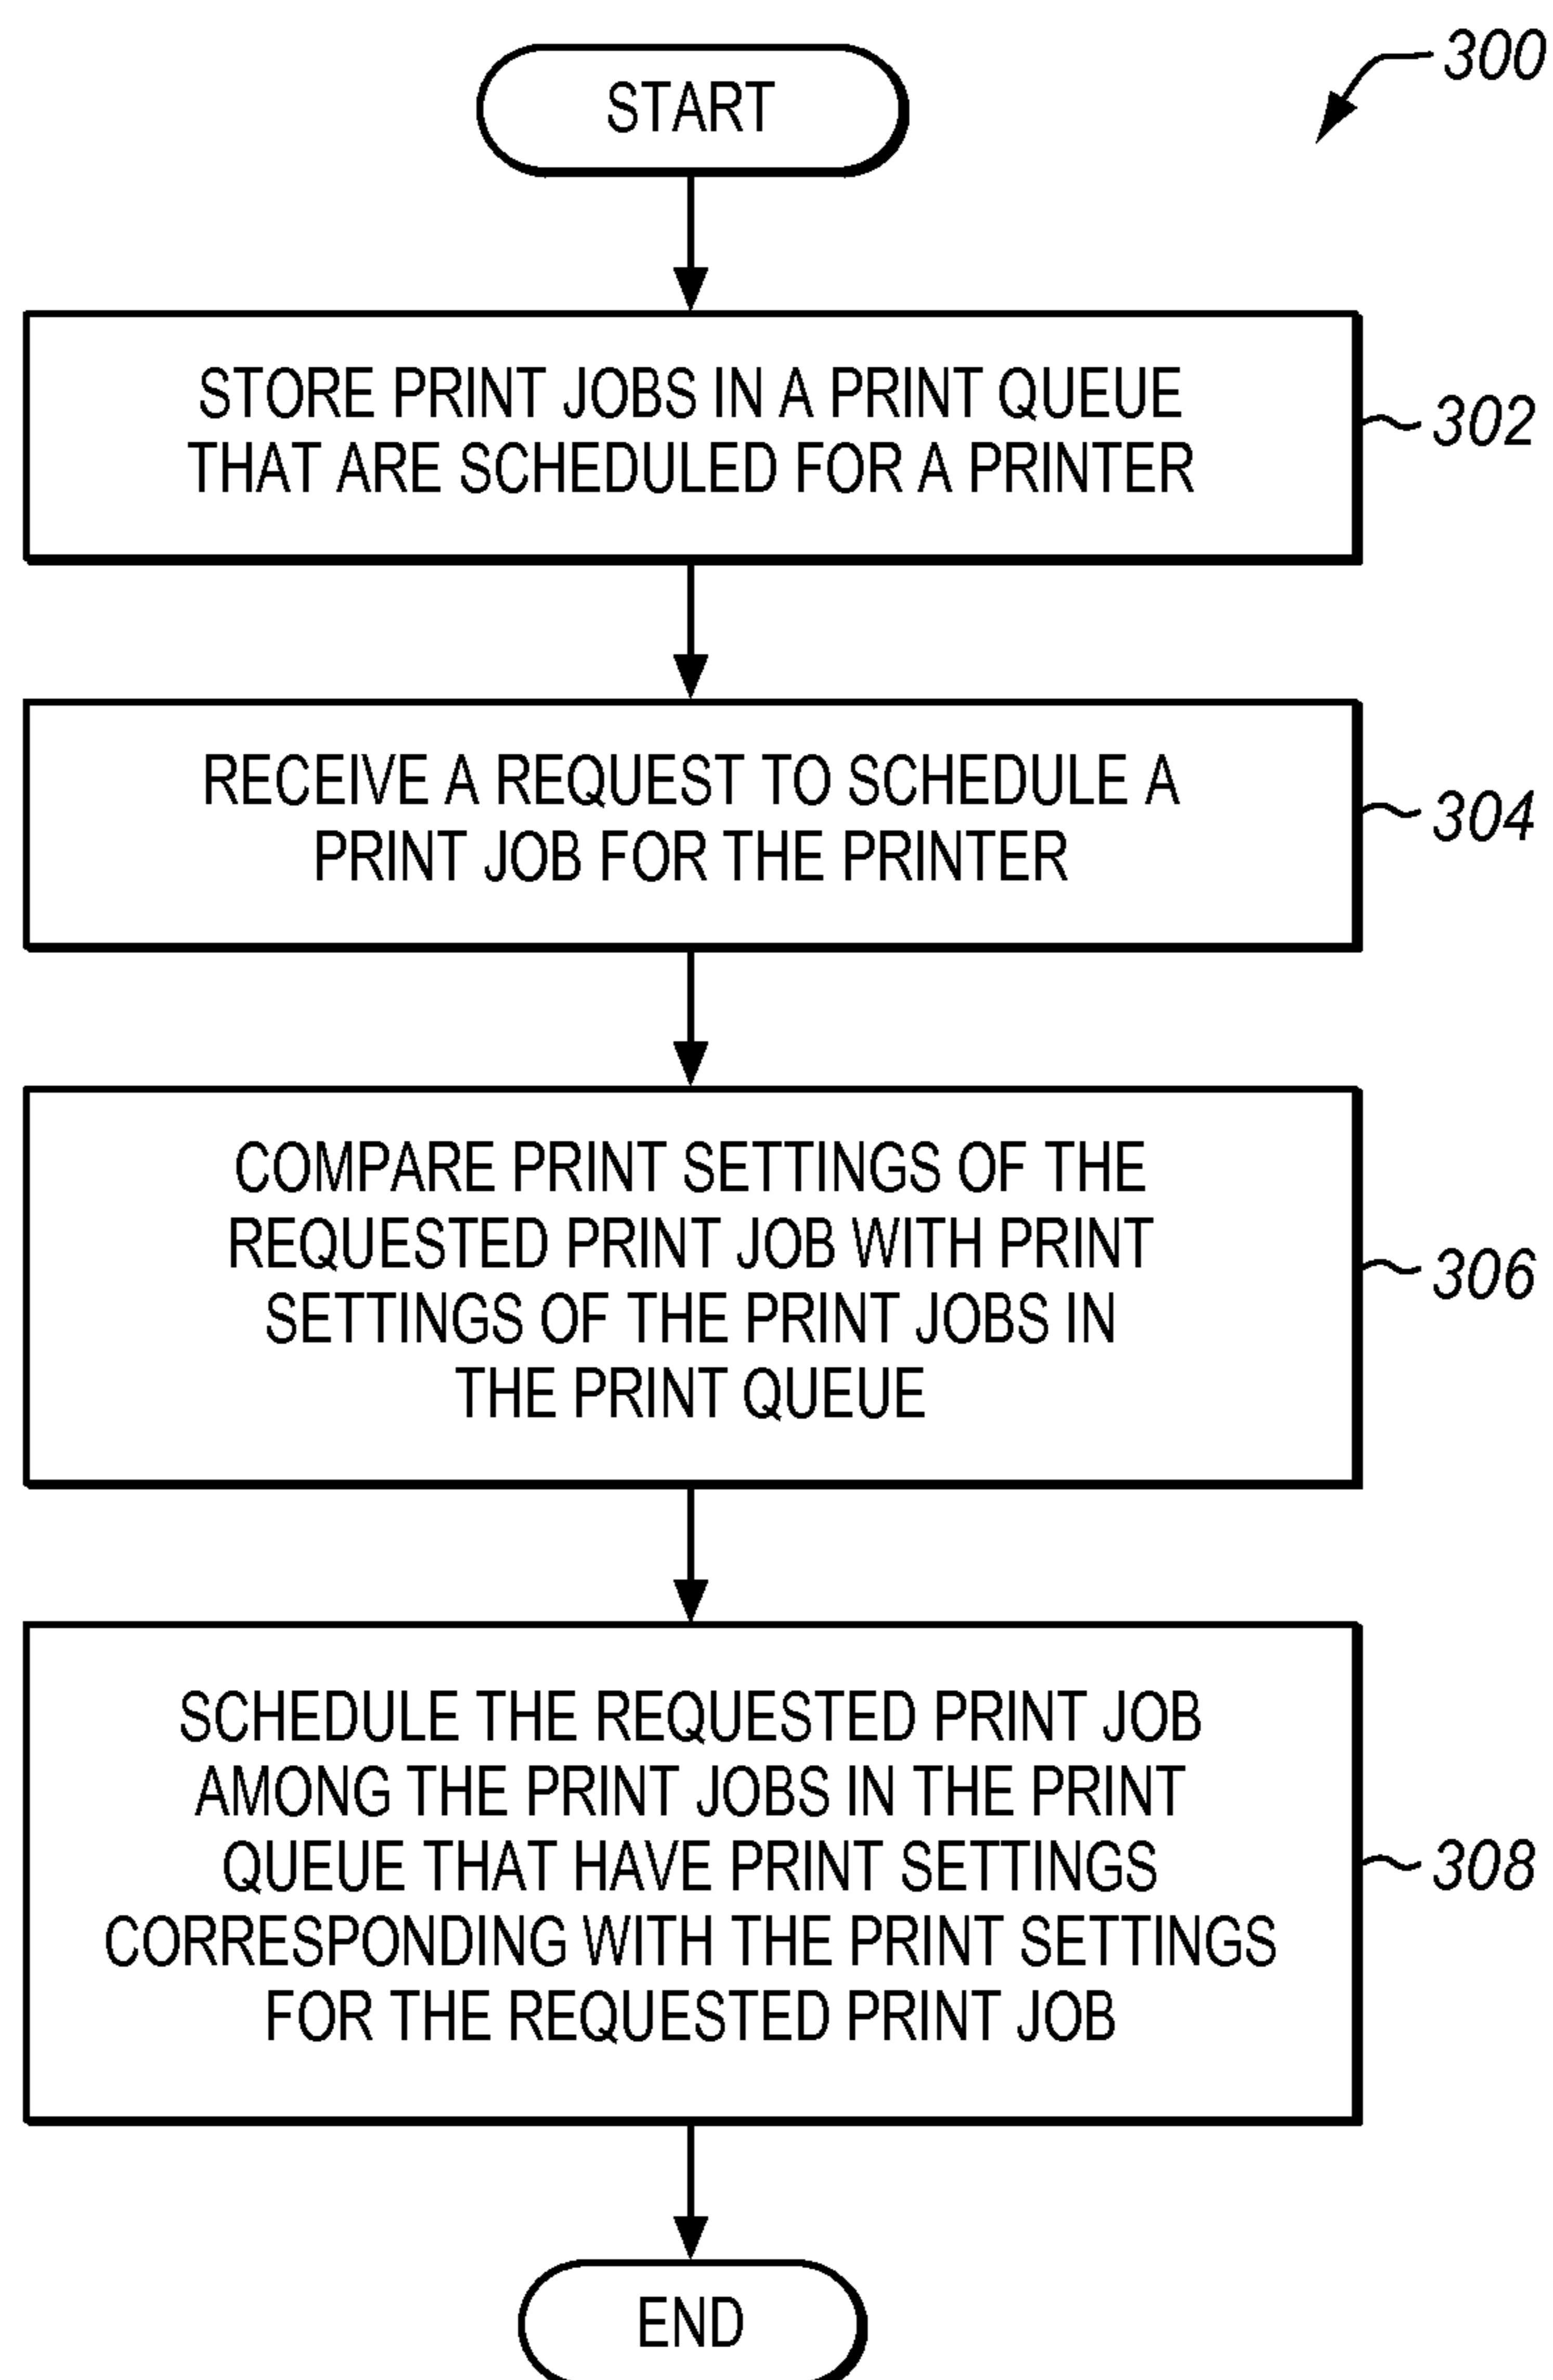 300
START
STORE PRINT JOBS IN A PRINT QUEUE
THAT ARE SCHEDULED FOR A PRINTER
302
RECEIVE A REQUEST TO SCHEDULE A
PRINT JOB FOR THE PRINTER
304
COMPARE PRINT SETTINGS OF THE
REQUESTED PRINT JOB WITH PRINT
SETTINGS OF THE PRINT JOBS IN
THE PRINT QUEUE
306
SCHEDULE THE REQUESTED PRINT JOB
AMONG THE PRINT JOBS IN THE PRINT
QUEUE THAT HAVE PRINT SETTINGS
CORRESPONDING WITH THE PRINT SETTINGS
FOR THE REQUESTED PRINT JOB
308
END